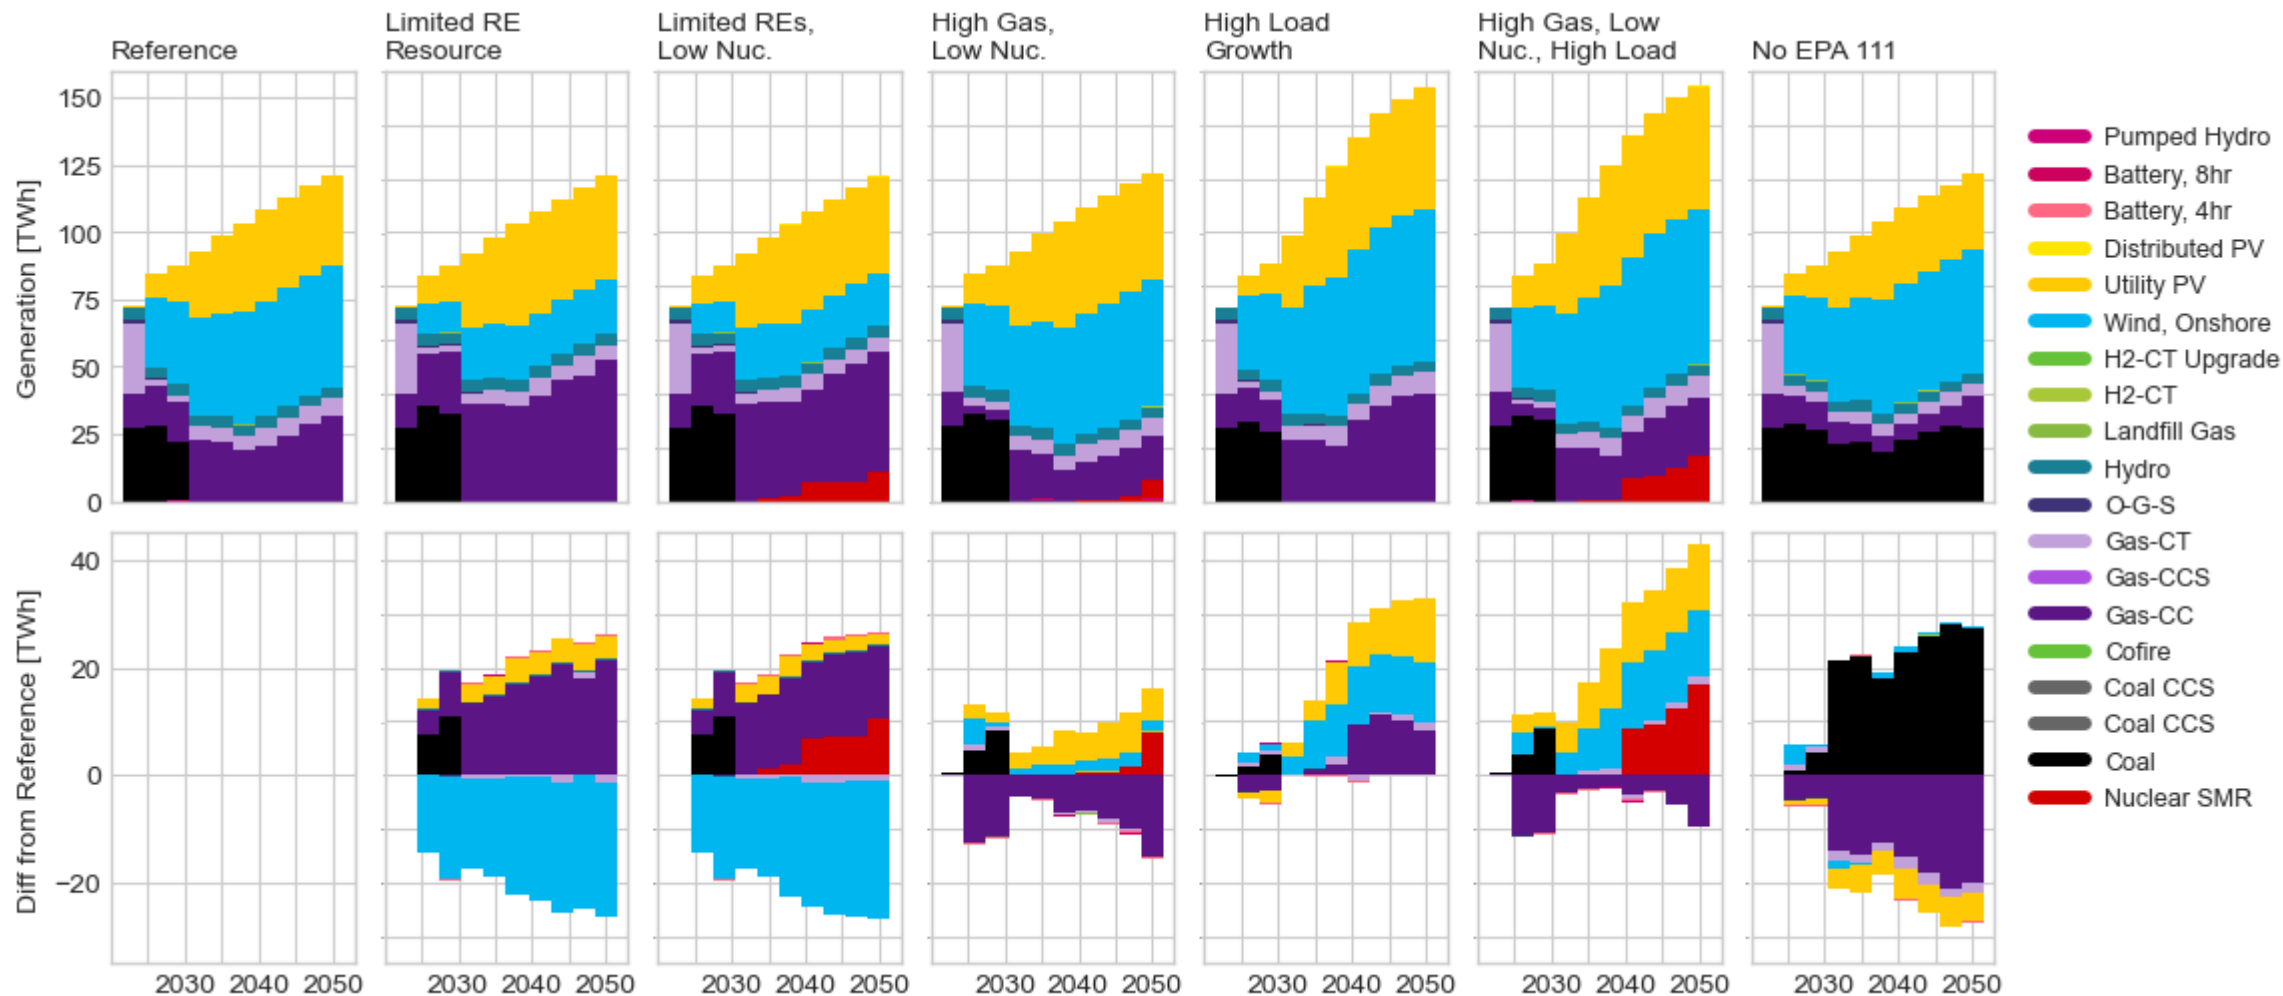 Reference
Limited RE
Resource
Limited REs,
Low Nuc.
High Gas,
Low Nuc.
High Load
Growth
High Gas, Low
Nuc., High Load
No EPA 111
Generation [TWh]
150
125
100
75
50
25
0
Diff from Reference [TWh]
40
20
0
−20
2030 2040 2050
2030 2040 2050
2030 2040 2050
2030 2040 2050
2030 2040 2050
2030 2040 2050
2030 2040 2050
Pumped Hydro
Battery, 8hr
Battery, 4hr
Distributed PV
Utility PV
Wind, Onshore
H2-CT Upgrade
H2-CT
Landfill Gas
Hydro
O-G-S
Gas-CT
Gas-CCS
Gas-CC
Cofire
Coal CCS
Coal CCS
Coal
Nuclear SMR